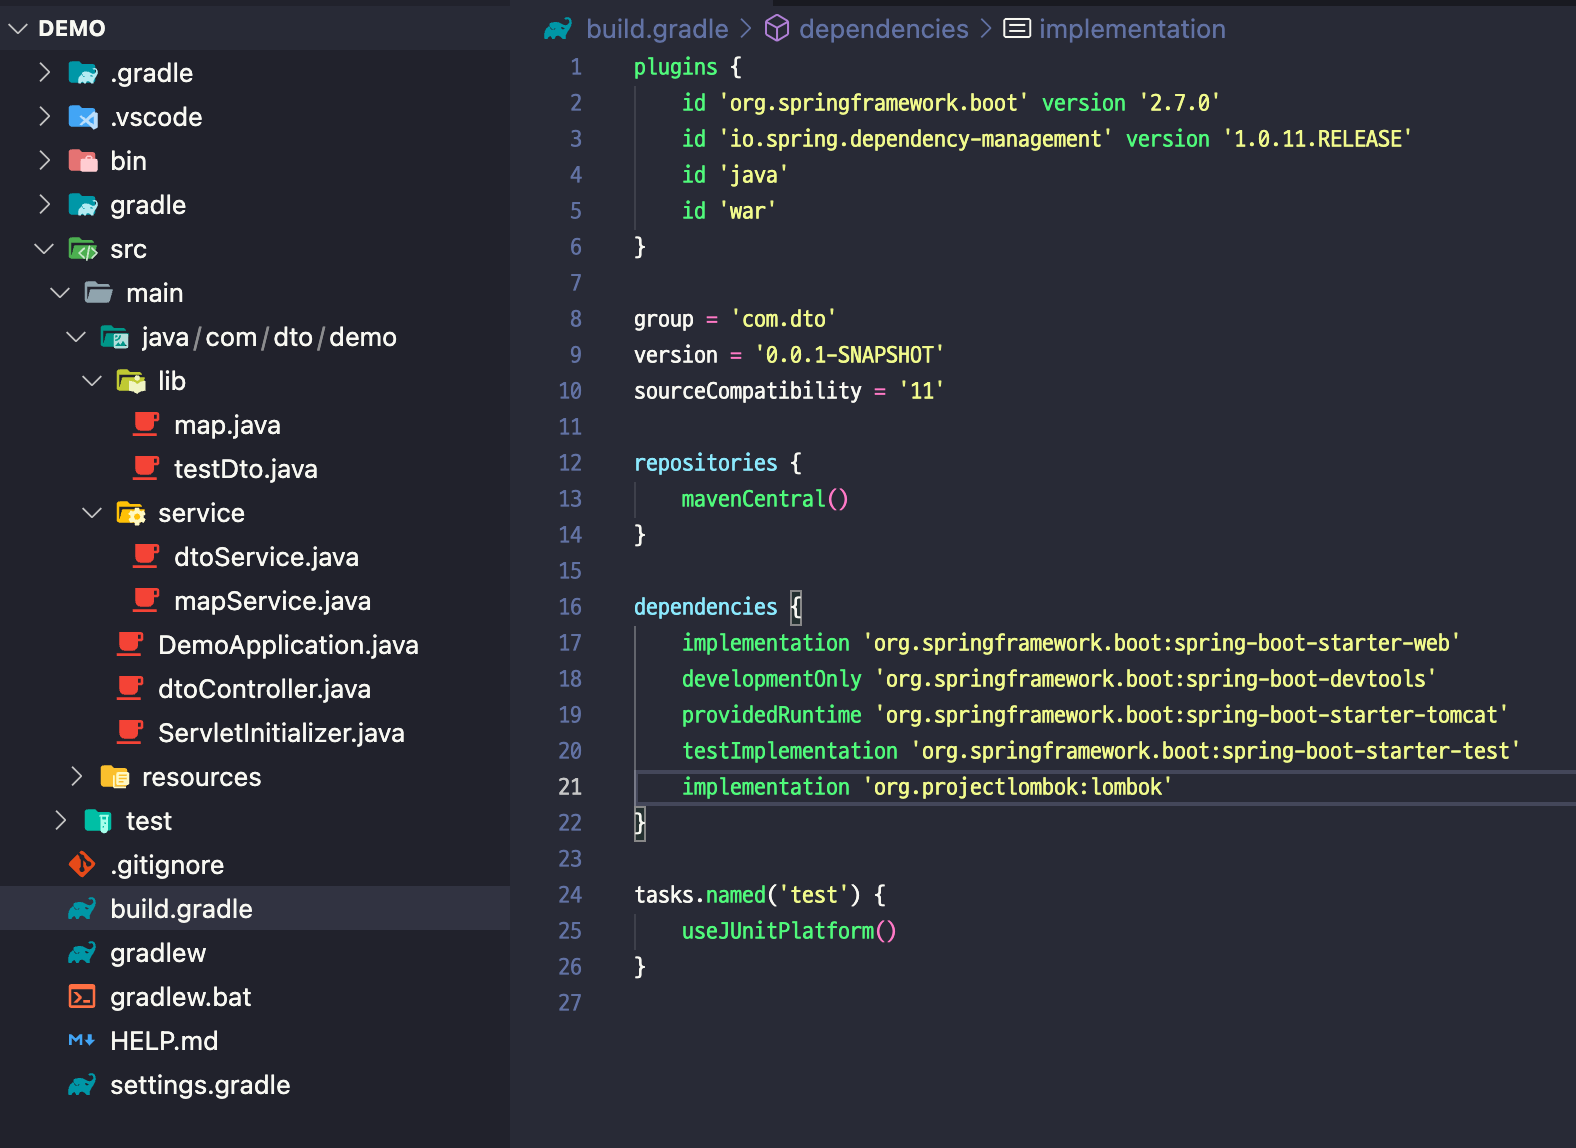 DEMO
.gradle
.vscode
bin
gradle
src
main
java/com/dto/demo
lib
map.java
testDto.java
service
dtoService.java
mapService.java
DemoApplication.java
dtoController.java
ServletInitializer.java
resources
test
.gitignore
build.gradle
gradlew
gradlew.bat
HELP.md
settings.gradle
build.gradle > dependencies > implementation
1 plugins {
2     id 'org.springframework.boot' version '2.7.0'
3     id 'io.spring.dependency-management' version '1.0.11.RELEASE'
4     id 'java'
5     id 'war'
6 }
7
8 group = 'com.dto'
9 version = '0.0.1-SNAPSHOT'
10 sourceCompatibility = '11'
11
12 repositories {
13     mavenCentral()
14 }
15
16 dependencies {
17     implementation 'org.springframework.boot:spring-boot-starter-web'
18     developmentOnly 'org.springframework.boot:spring-boot-devtools'
19     providedRuntime 'org.springframework.boot:spring-boot-starter-tomcat'
20     testImplementation 'org.springframework.boot:spring-boot-starter-test'
21     implementation 'org.projectlombok:lombok'
22 }
23
24 tasks.named('test') {
25     useJUnitPlatform()
26 }
27